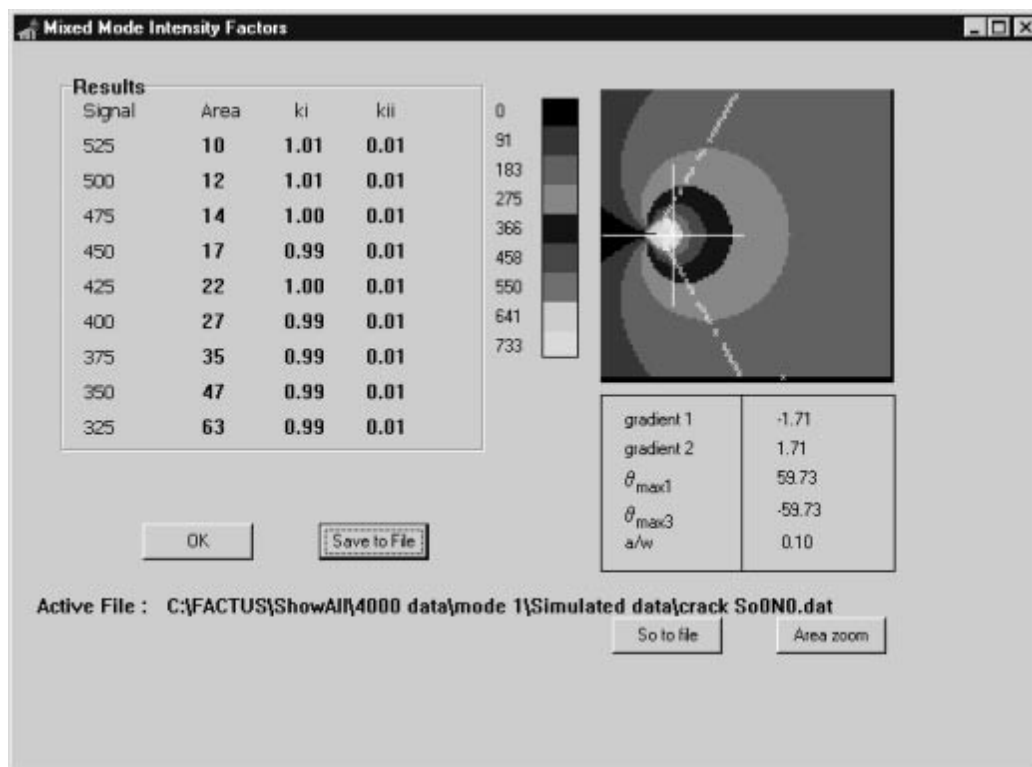 Mixed Mode Intensity Factors
Results
Signal Area ki kii
525 10 1.01 0.01
500 12 1.01 0.01
475 14 1.00 0.01
450 17 0.99 0.01
425 22 1.00 0.01
400 27 0.99 0.01
375 35 0.99 0.01
350 47 0.99 0.01
325 63 0.99 0.01
0
91
183
275
366
458
550
641
733
gradient 1 -1.71
gradient 2 1.71
θmax1 59.73
θmax3 -59.73
a/w 0.10
OK
Save to File
Active File : C:\FACTUS\ShowAll\4000 data\mode 1\Simulated data\crack So0N0.dat
So to file
Area zoom